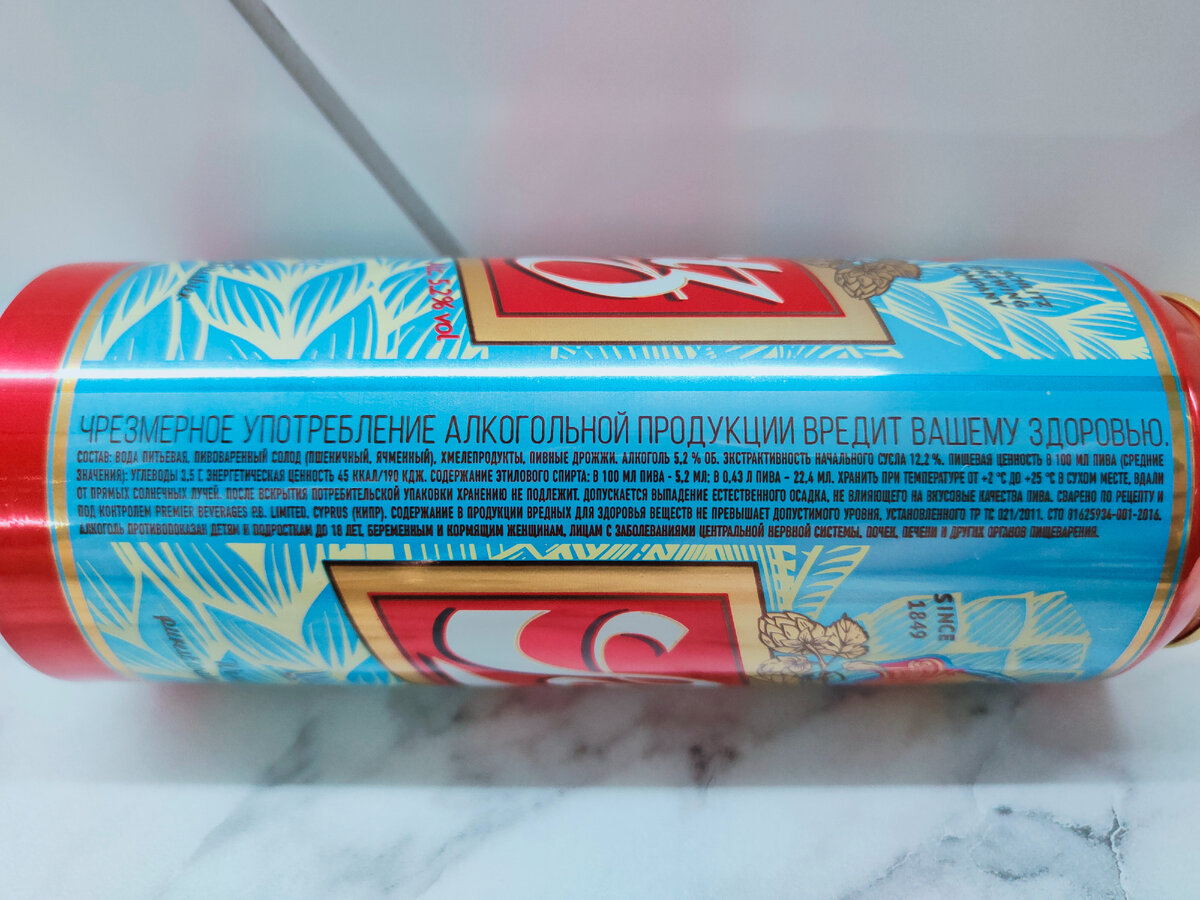 5,2% vol
BREWING
COMPANY
ЧРЕЗМЕРНОЕ УПОТРЕБЛЕНИЕ АЛКОГОЛЬНОЙ ПРОДУКЦИИ ВРЕДИТ ВАШЕМУ ЗДОРОВЬЮ.
СОСТАВ: ВОДА ПИТЬЕВАЯ, ПИВОВАРЕННЫЙ СОЛОД (ПШЕНИЧНЫЙ, ЯЧМЕННЫЙ), ХМЕЛЕПРОДУКТЫ, ПИВНЫЕ ДРОЖЖИ. АЛКОГОЛЬ 5,2 % ОБ. ЭКСТРАКТИВНОСТЬ НАЧАЛЬНОГО СУСЛА 12,2 %. ПИЩЕВАЯ ЦЕННОСТЬ В 100 МЛ ПИВА (СРЕДНИЕ
ЗНАЧЕНИЯ): УГЛЕВОДЫ 3,5 Г. ЭНЕРГЕТИЧЕСКАЯ ЦЕННОСТЬ 45 ККАЛ/190 КДЖ. СОДЕРЖАНИЕ ЭТИЛОВОГО СПИРТА: В 100 МЛ ПИВА - 5,2 МЛ; В 0,43 Л ПИВА – 22,4 МЛ. ХРАНИТЬ ПРИ ТЕМПЕРАТУРЕ ОТ +2 °С ДО +25 °С В СУХОМ МЕСТЕ, ВДАЛИ
ОТ ПРЯМЫХ СОЛНЕЧНЫХ ЛУЧЕЙ. ПОСЛЕ ВСКРЫТИЯ ПОТРЕБИТЕЛЬСКОЙ УПАКОВКИ ХРАНЕНИЮ НЕ ПОДЛЕЖИТ. ДОПУСКАЕТСЯ ВЫПАДЕНИЕ ЕСТЕСТВЕННОГО ОСАДКА, НЕ ВЛИЯЮЩЕГО НА ВКУСОВЫЕ КАЧЕСТВА ПИВА. СВАРЕНО ПО РЕЦЕПТУ И
ПОД КОНТРОЛЕМ PREMIER BEVERAGES P.B. LIMITED, CYPRUS (КИПР). СОДЕРЖАНИЕ В ПРОДУКЦИИ ВРЕДНЫХ ДЛЯ ЗДОРОВЬЯ ВЕЩЕСТВ НЕ ПРЕВЫШАЕТ ДОПУСТИМОГО УРОВНЯ, УСТАНОВЛЕННОГО ТР ТС 021/2011. СТО 81625934-001-2016.
АЛКОГОЛЬ ПРОТИВОПОКАЗАН ДЕТЯМ И ПОДРОСТКАМ ДО 18 ЛЕТ, БЕРЕМЕННЫМ И КОРМЯЩИМ ЖЕНЩИНАМ, ЛИЦАМ С ЗАБОЛЕВАНИЯМИ ЦЕНТРАЛЬНОЙ НЕРВНОЙ СИСТЕМЫ, ПОЧЕК, ПЕЧЕНИ И ДРУГИХ ОРГАНОВ ПИЩЕВАРЕНИЯ.
SINCE
1849